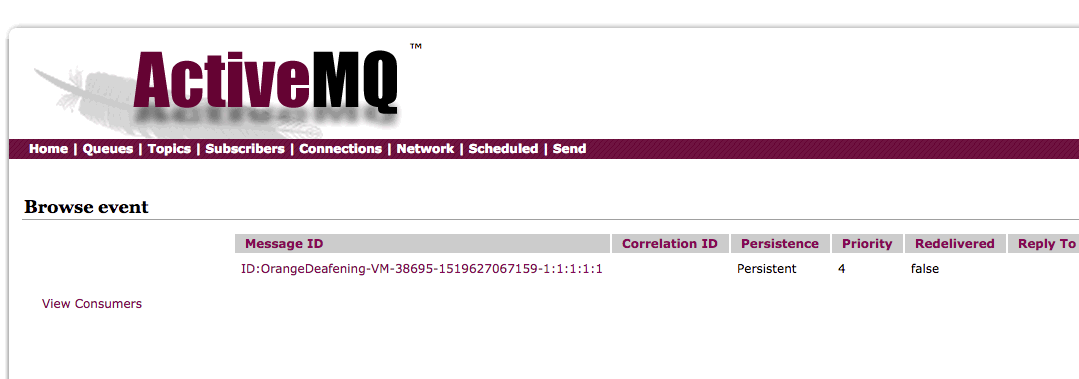 ActiveMQ™
Home | Queues | Topics | Subscribers | Connections | Network | Scheduled | Send
Browse event
Message ID Correlation ID Persistence Priority Redelivered Reply To
ID:OrangeDeafening-VM-38695-1519627067159-1:1:1:1:1 Persistent 4 false
View Consumers